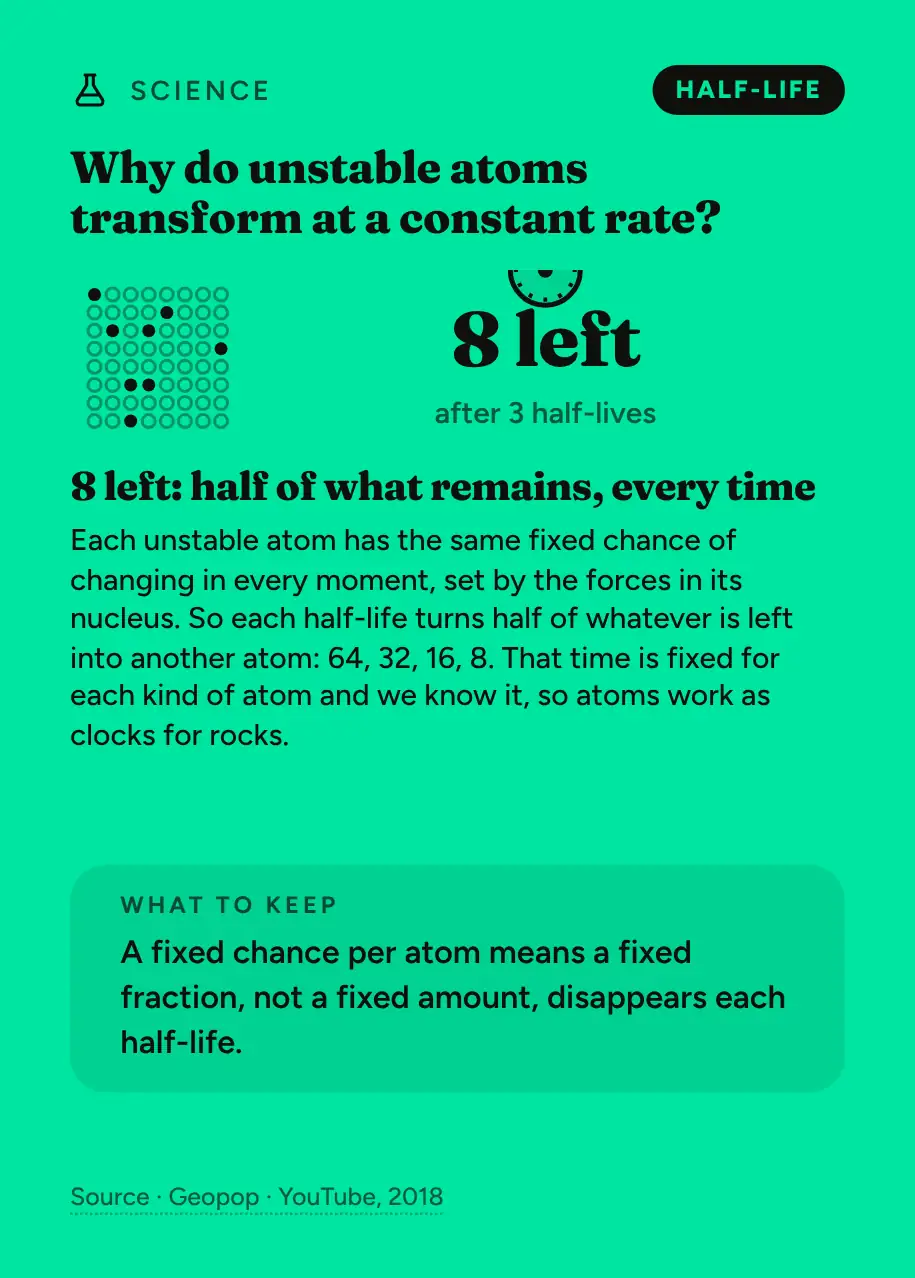 SCIENCE
HALF-LIFE
Why do unstable atoms
transform at a constant rate?
8 left
after 3 half-lives
8 left: half of what remains, every time
Each unstable atom has the same fixed chance of
changing in every moment, set by the forces in its
nucleus. So each half-life turns half of whatever is left
into another atom: 64, 32, 16, 8. That time is fixed for
each kind of atom and we know it, so atoms work as
clocks for rocks.
WHAT TO KEEP
A fixed chance per atom means a fixed
fraction, not a fixed amount, disappears each
half-life.
Source · Geopop · YouTube, 2018